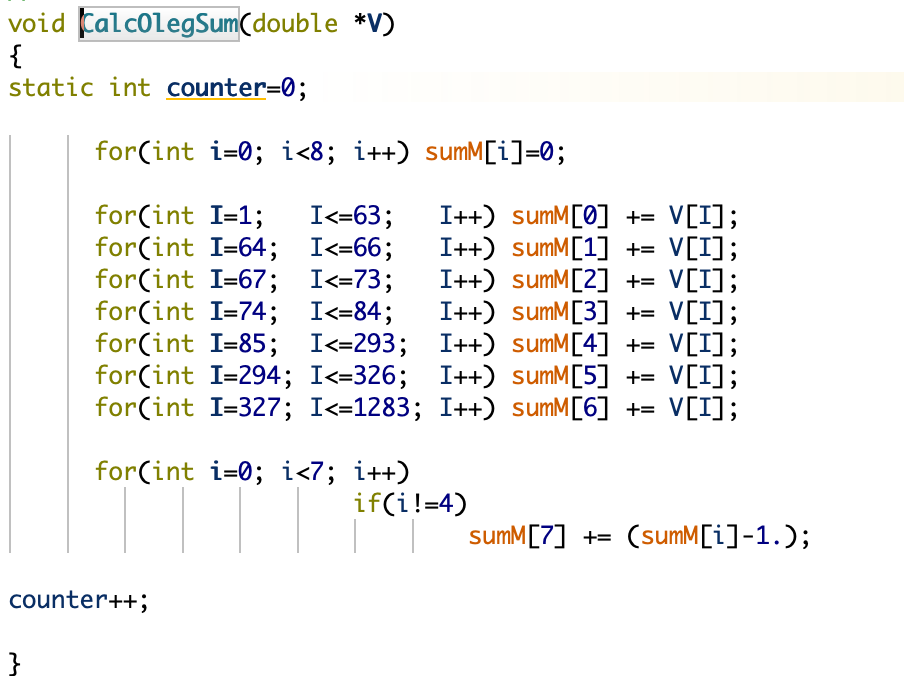 void CalcOlegSum(double *V)
{
static int counter=0;
for(int i=0; i<8; i++) sumM[i]=0;
for(int I=1; I<=63; I++) sumM[0] += V[I];
for(int I=64; I<=66; I++) sumM[1] += V[I];
for(int I=67; I<=73; I++) sumM[2] += V[I];
for(int I=74; I<=84; I++) sumM[3] += V[I];
for(int I=85; I<=293; I++) sumM[4] += V[I];
for(int I=294; I<=326; I++) sumM[5] += V[I];
for(int I=327; I<=1283; I++) sumM[6] += V[I];
for(int i=0; i<7; i++)
if(i!=4)
sumM[7] += (sumM[i]-1.);
counter++;
}